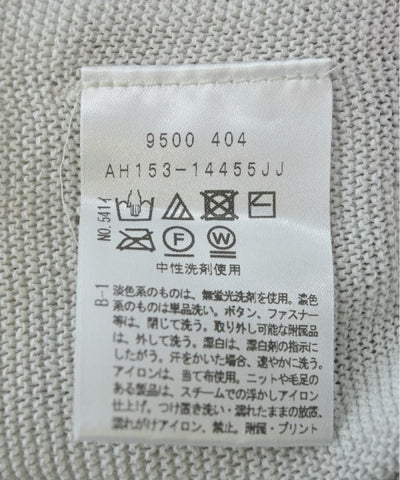 9500 404
AH153-14455JJ
NO.5414
F
W
中性洗剤使用
B-1
淡色系のものは、無蛍光洗剤を使用。濃色
系のものは単品洗い。ボタン、ファスナー
等は、閉じて洗う。取り外し可能な附属品
は、外して洗う。漂白は、漂白剤の指示に
したがう。汗をかいた場合、速やかに洗う。
アイロンは、当て布使用。ニットや毛足の
ある製品は、スチームでの浮かしアイロン
仕上げ。つけ置き洗い・濡れたままの放置、
濡れがけアイロン、禁止。附属・プリント